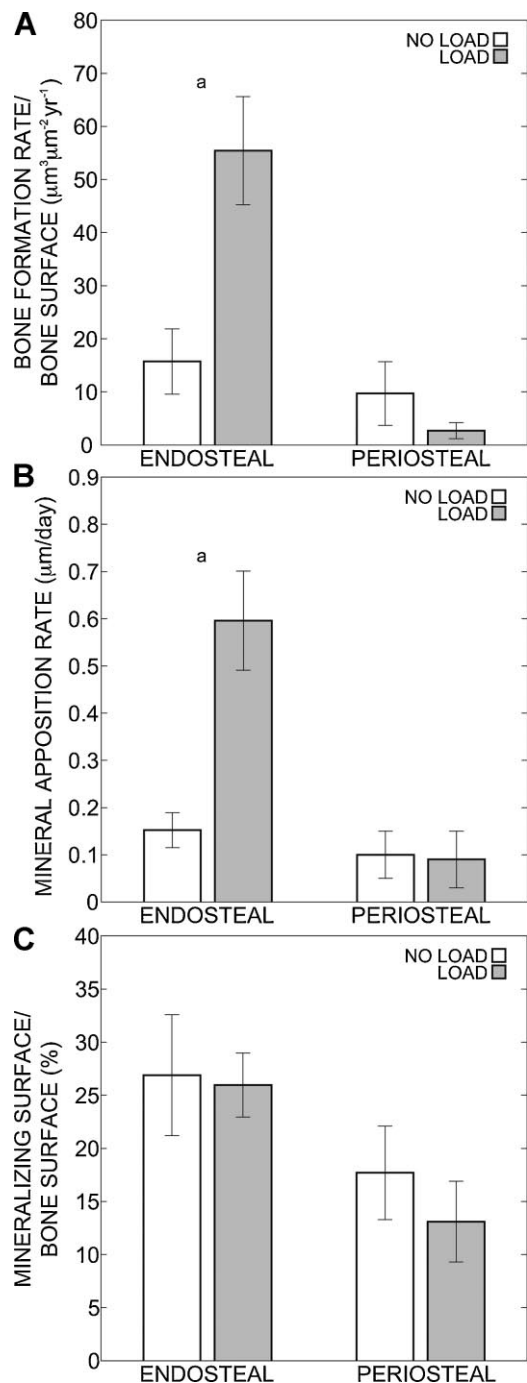 A
NO LOAD
LOAD
a
BONE FORMATION RATE/
BONE SURFACE (μm³μm⁻²yr⁻¹)
80
70
60
50
40
30
20
10
0
ENDOSTEAL PERIOSTEAL
B
NO LOAD
LOAD
a
MINERAL APPOSITION RATE (μm/day)
0.9
0.8
0.7
0.6
0.5
0.4
0.3
0.2
0.1
0
ENDOSTEAL PERIOSTEAL
C
NO LOAD
LOAD
MINERALIZING SURFACE/
BONE SURFACE (%)
40
35
30
25
20
15
10
5
0
ENDOSTEAL PERIOSTEAL